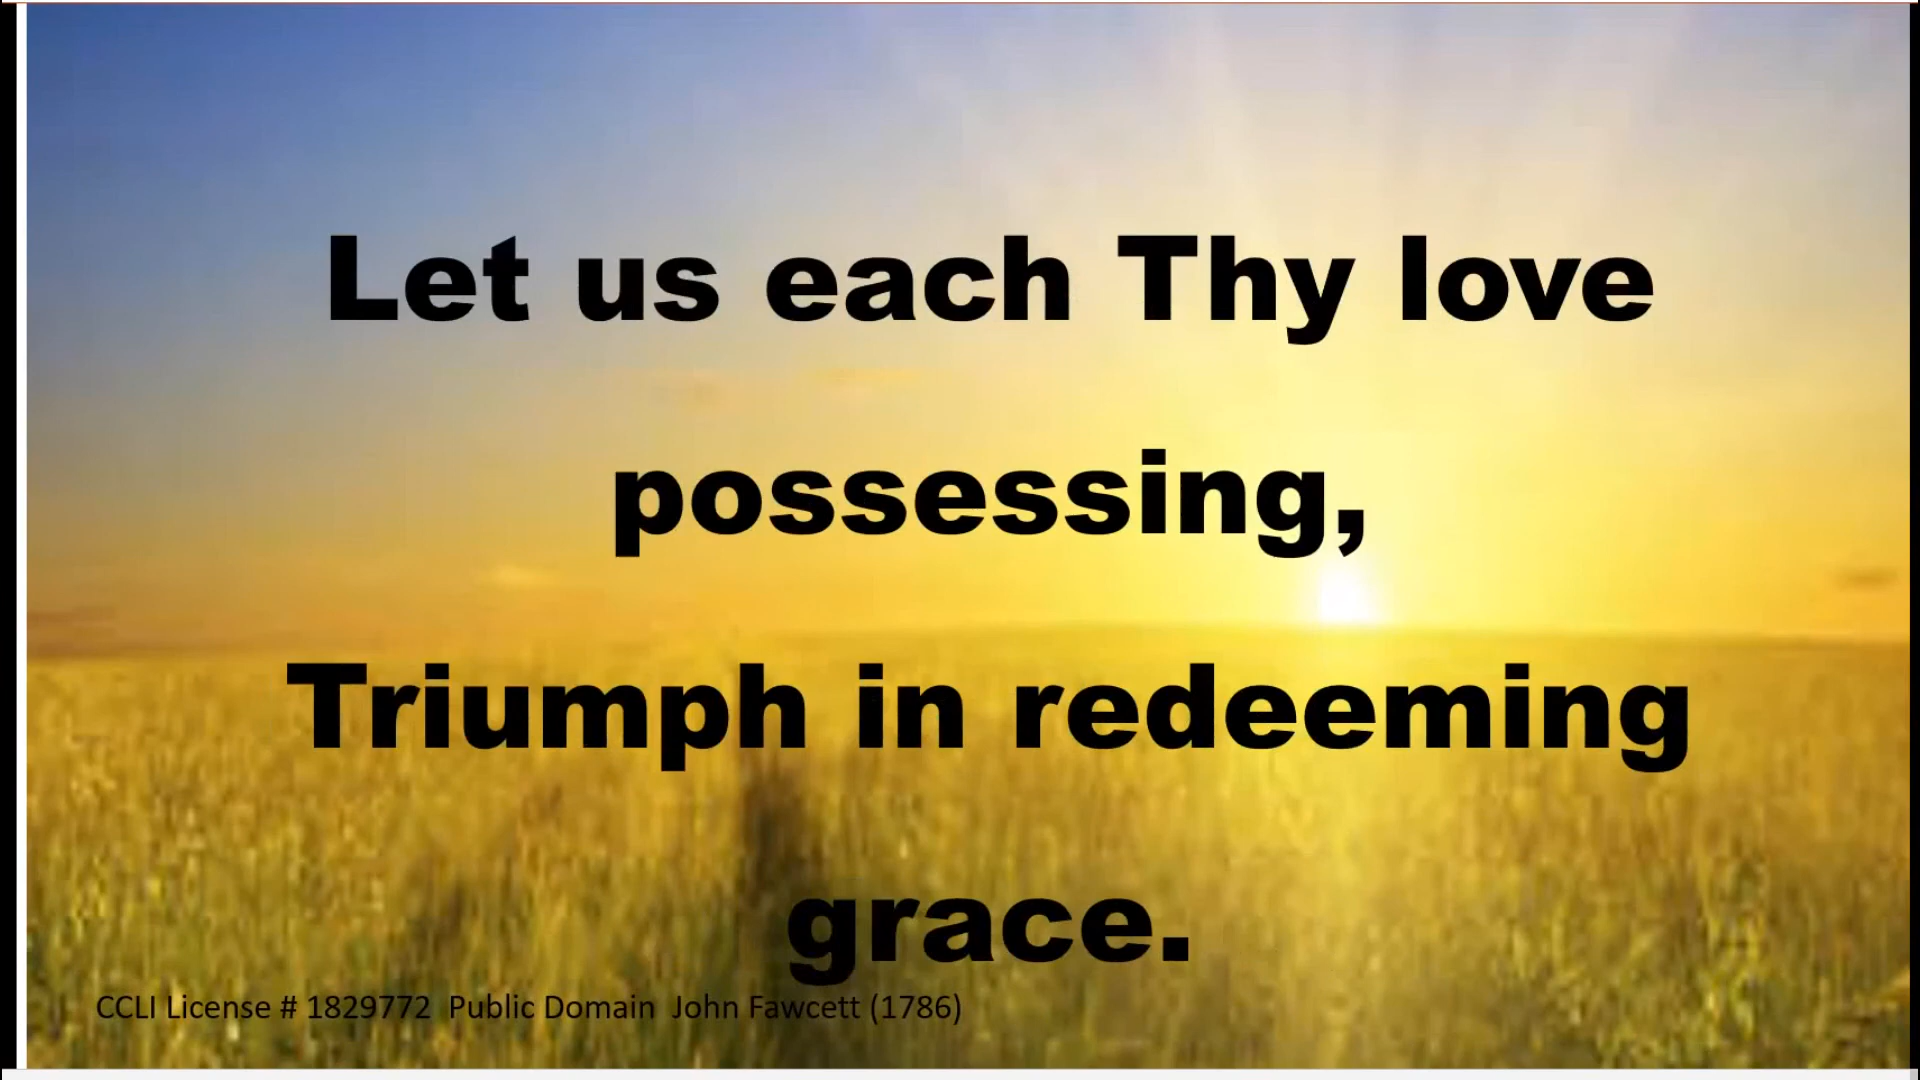 Let us each Thy love
possessing,
Triumph in redeeming
grace.
CCLI License # 1829772  Public Domain  John Fawcett (1786)